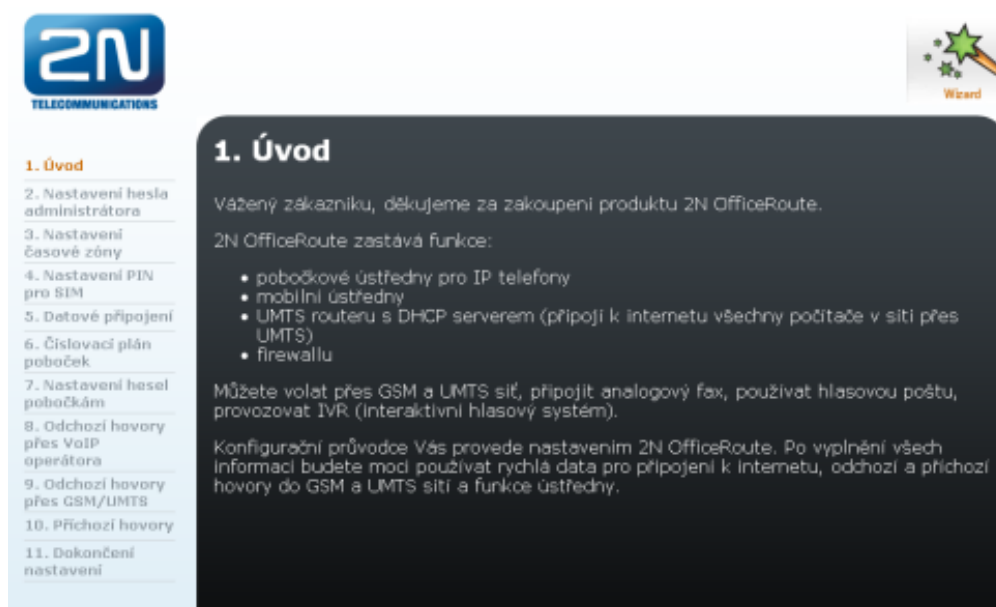 2N
TELECOMMUNICATIONS
Wizard
1. Úvod
2. Nastavení hesla
administrátora
3. Nastavení
časové zóny
4. Nastavení PIN
pro SIM
5. Datové připojení
6. Číslovací plán
poboček
7. Nastavení hesel
pobočkám
8. Odchozí hovory
přes VoIP
operátora
9. Odchozí hovory
přes GSM/UMTS
10. Příchozí hovory
11. Dokončení
nastavení
1. Úvod
Vážený zákazníku, děkujeme za zakoupení produktu 2N OfficeRoute.
2N OfficeRoute zastává funkce:
• pobočkové ústředny pro IP telefony
• mobilní ústředny
• UMTS routeru s DHCP serverem (připojí k internetu všechny počítače v síti přes
UMTS)
• firewallu
Můžete volat přes GSM a UMTS síť, připojit analogový fax, používat hlasovou poštu,
provozovat IVR (interaktivní hlasový systém).
Konfigurační průvodce Vás provede nastavením 2N OfficeRoute. Po vyplnění všech
informací budete moci používat rychlá data pro připojení k internetu, odchozí a příchozí
hovory do GSM a UMTS sítí a funkce ústředny.